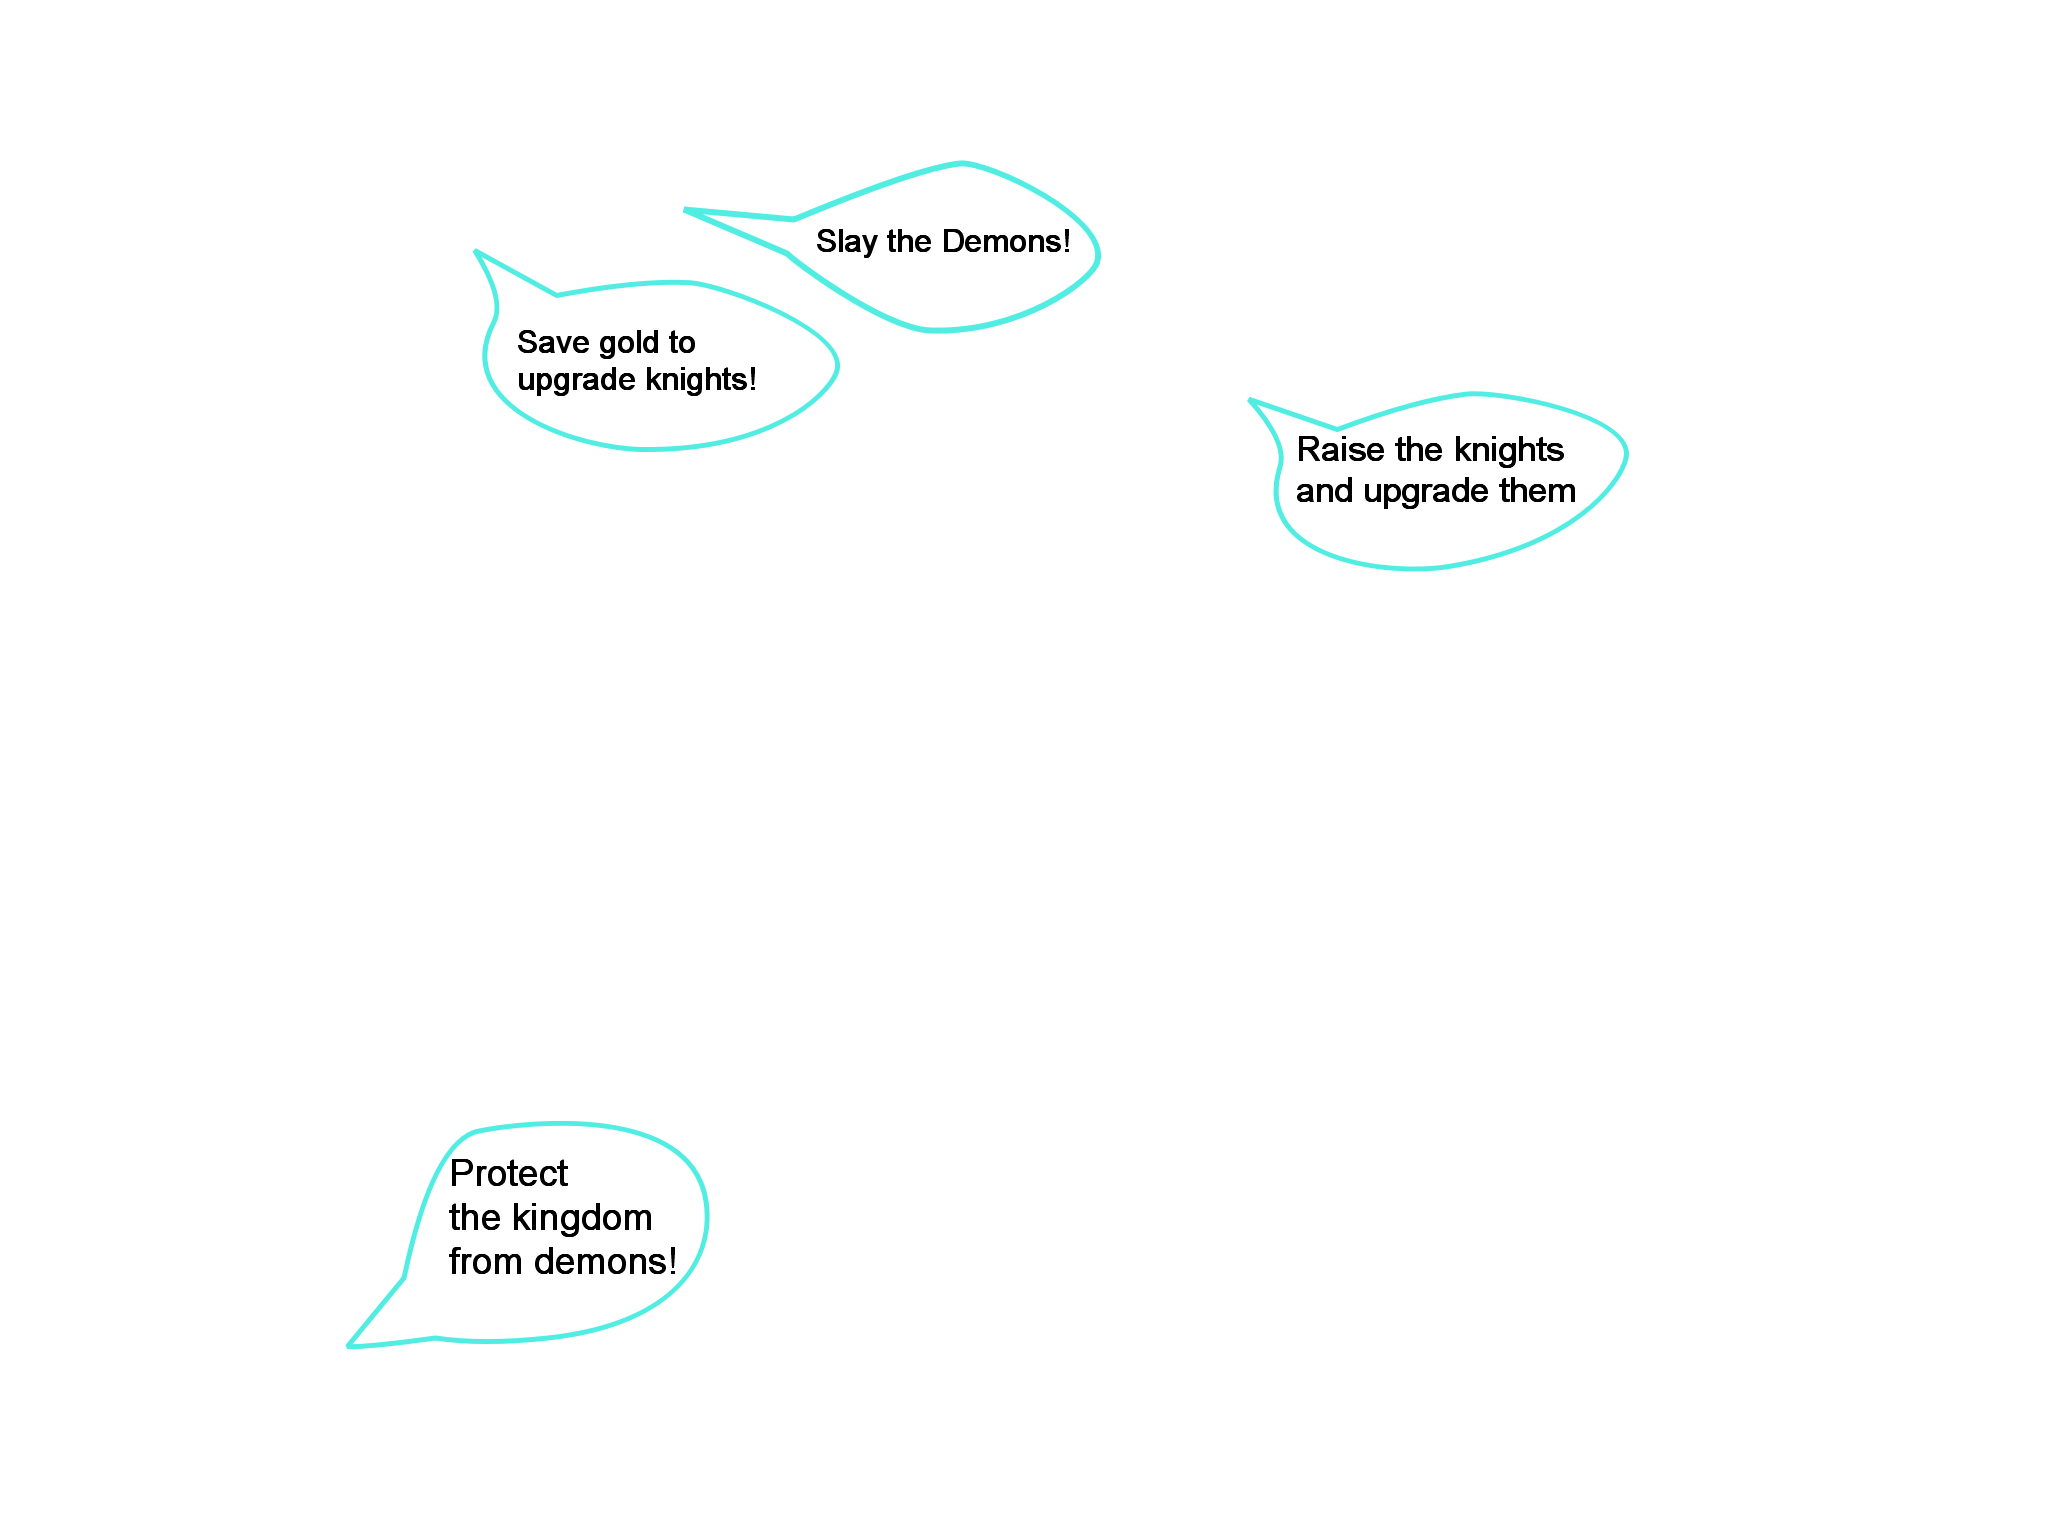 Slay the Demons!
Save gold to
upgrade knights!
Raise the knights
and upgrade them
Protect
the kingdom
from demons!